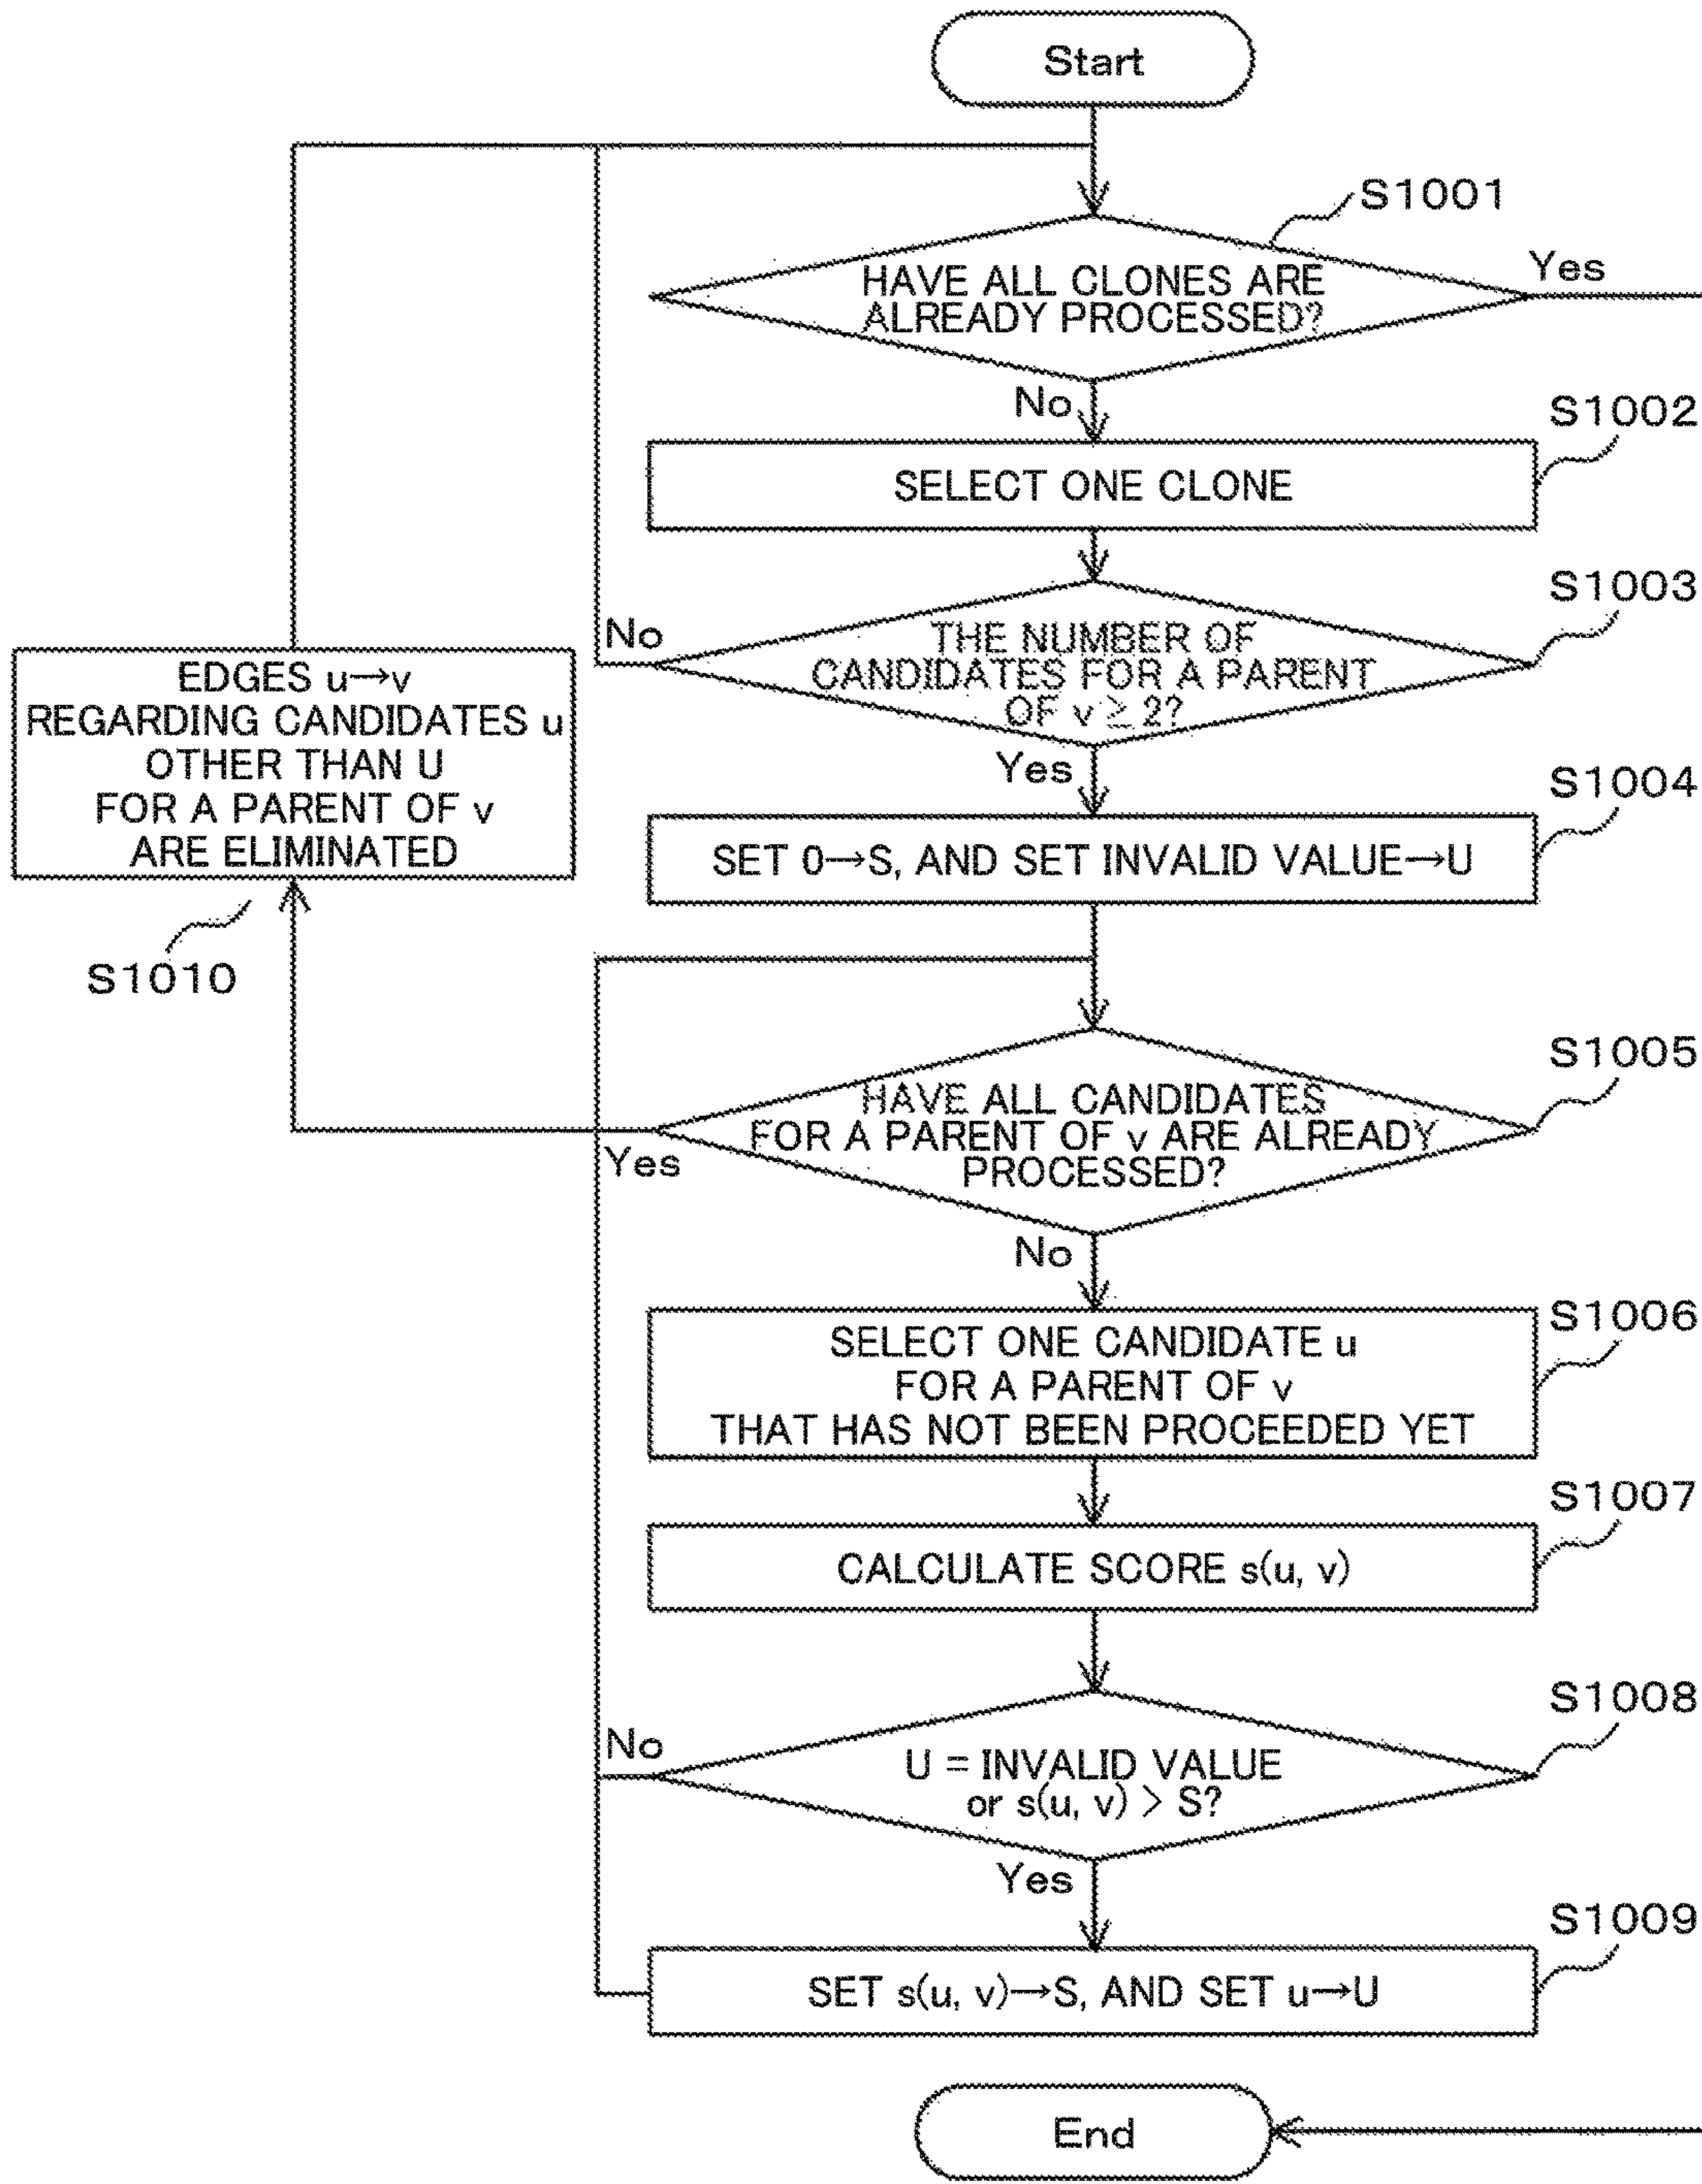 Start
S1001
HAVE ALL CLONES ARE
ALREADY PROCESSED?
Yes
No
S1002
SELECT ONE CLONE
S1003
No
THE NUMBER OF
CANDIDATES FOR A PARENT
OF v ≥ 2?
Yes
EDGES u→v
REGARDING CANDIDATES u
OTHER THAN U
FOR A PARENT OF v
ARE ELIMINATED
S1010
S1004
SET 0→S, AND SET INVALID VALUE→U
S1005
HAVE ALL CANDIDATES
FOR A PARENT OF v ARE ALREADY
PROCESSED?
Yes
No
S1006
SELECT ONE CANDIDATE u
FOR A PARENT OF v
THAT HAS NOT BEEN PROCEEDED YET
S1007
CALCULATE SCORE s(u, v)
S1008
No
U = INVALID VALUE
or s(u, v) > S?
Yes
S1009
SET s(u, v)→S, AND SET u→U
End